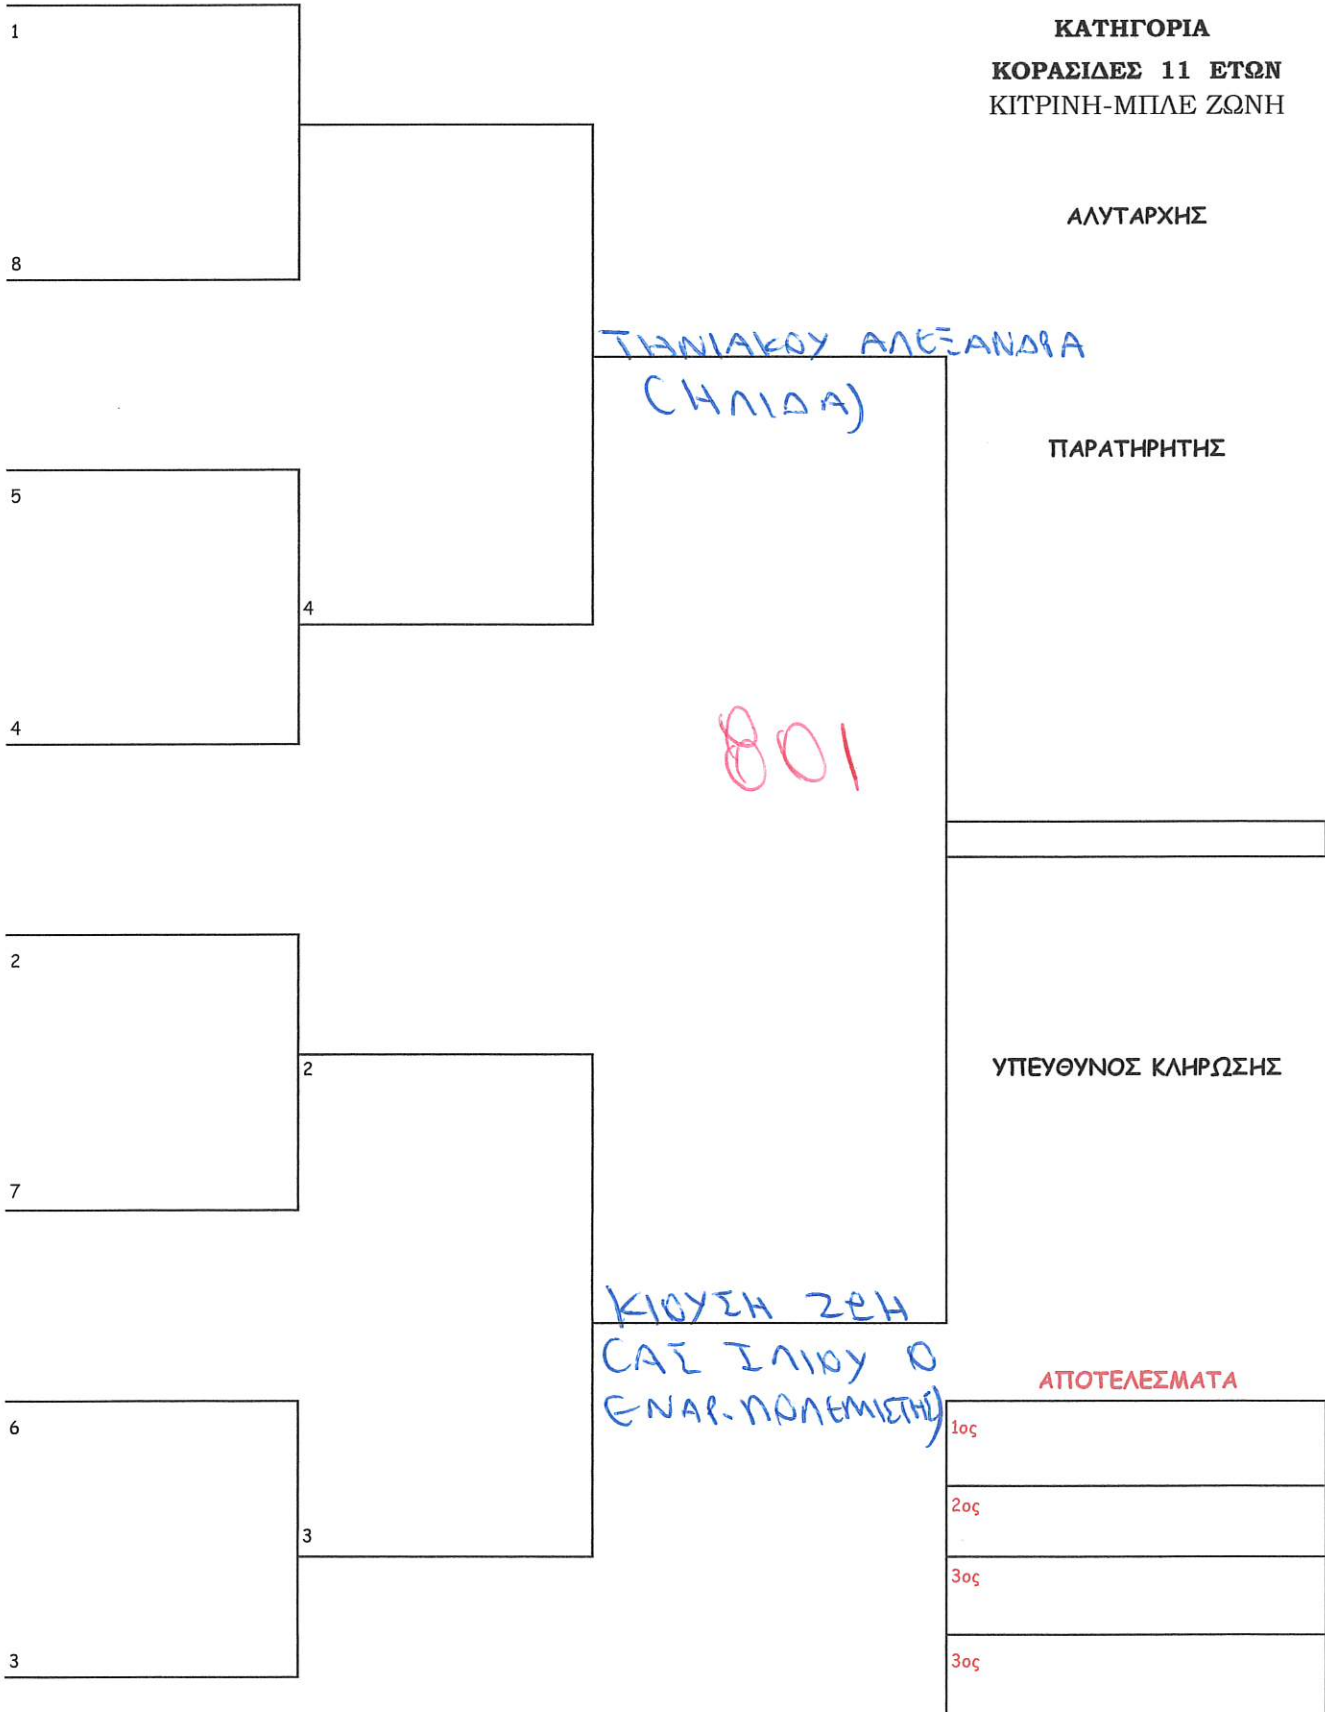 1
ΚΑΤΗΓΟΡΙΑ
ΚΟΡΑΣΙΔΕΣ 11 ΕΤΩΝ
ΚΙΤΡΙΝΗ-ΜΠΛΕ ΖΩΝΗ
ΑΛΥΤΑΡΧΗΣ
8
ΤΗΝΙΑΚΟΥ ΑΛΕΞΑΝΔΡΑ
(ΗΛΙΔΑ)
ΠΑΡΑΤΗΡΗΤΗΣ
5
4
4
801
2
2
ΥΠΕΥΘΥΝΟΣ ΚΛΗΡΩΣΗΣ
7
ΚΙΟΥΣΗ ΖΩΗ
(ΑΣ ΙΛΙΟΥ Ο
ΕΝΑΡ. ΠΟΛΕΜΙΣΤΗΣ)
ΑΠΟΤΕΛΕΣΜΑΤΑ
6
1ος
2ος
3
3ος
3
3ος